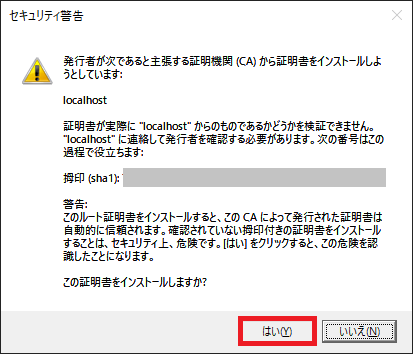 セキュリティ警告
発行者が次であると主張する証明機関 (CA) から証明書をインストールしよ
うとしています:
localhost
証明書が実際に "localhost" からのものであるかどうかを検証できません。
"localhost" に連絡して発行者を確認する必要があります。次の番号はこの
過程で役立ちます:
拇印 (sha1):
警告:
このルート証明書をインストールすると、この CA によって発行された証明書は
自動的に信頼されます。確認されていない拇印付きの証明書をインストール
することは、セキュリティ上、危険です。[はい] をクリックすると、この危険を認
識したことになります。
この証明書をインストールしますか?
はい(Y)
いいえ(N)